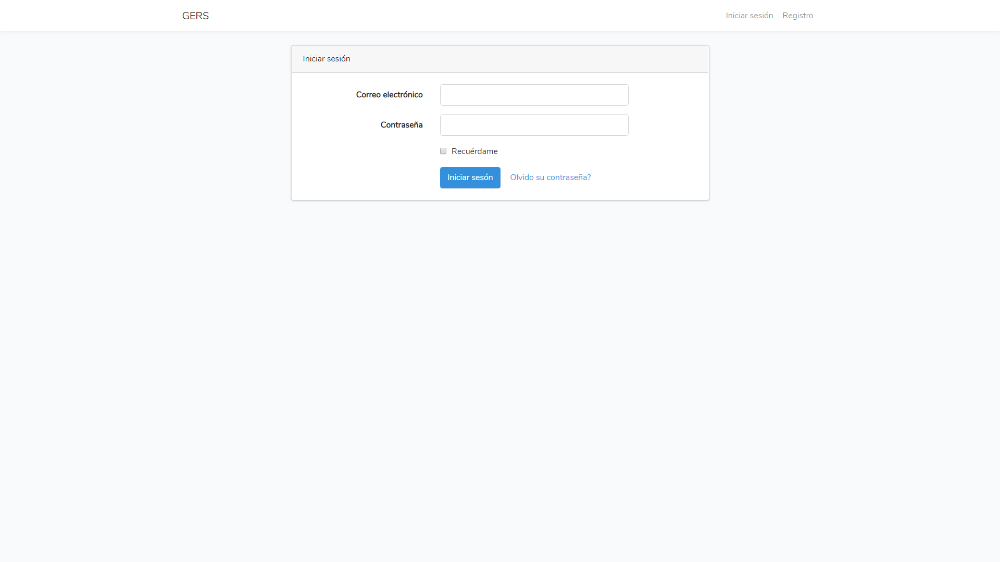 GERS
Iniciar sesión Registro
Iniciar sesión
Correo electrónico
Contraseña
Recuérdame
Iniciar sesón Olvido su contraseña?